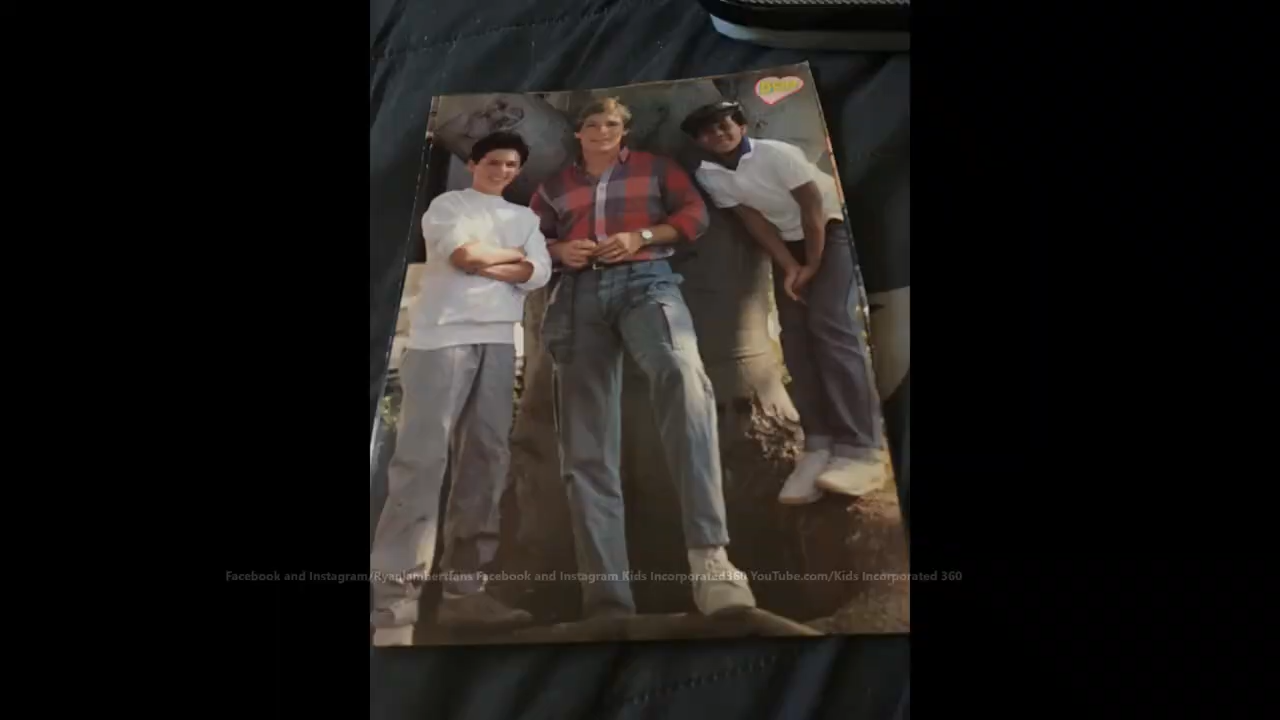 Facebook and Instagram/Ryanlambertfans Facebook and Instagram Kids Incorporated360 YouTube.com/Kids Incorporated 360